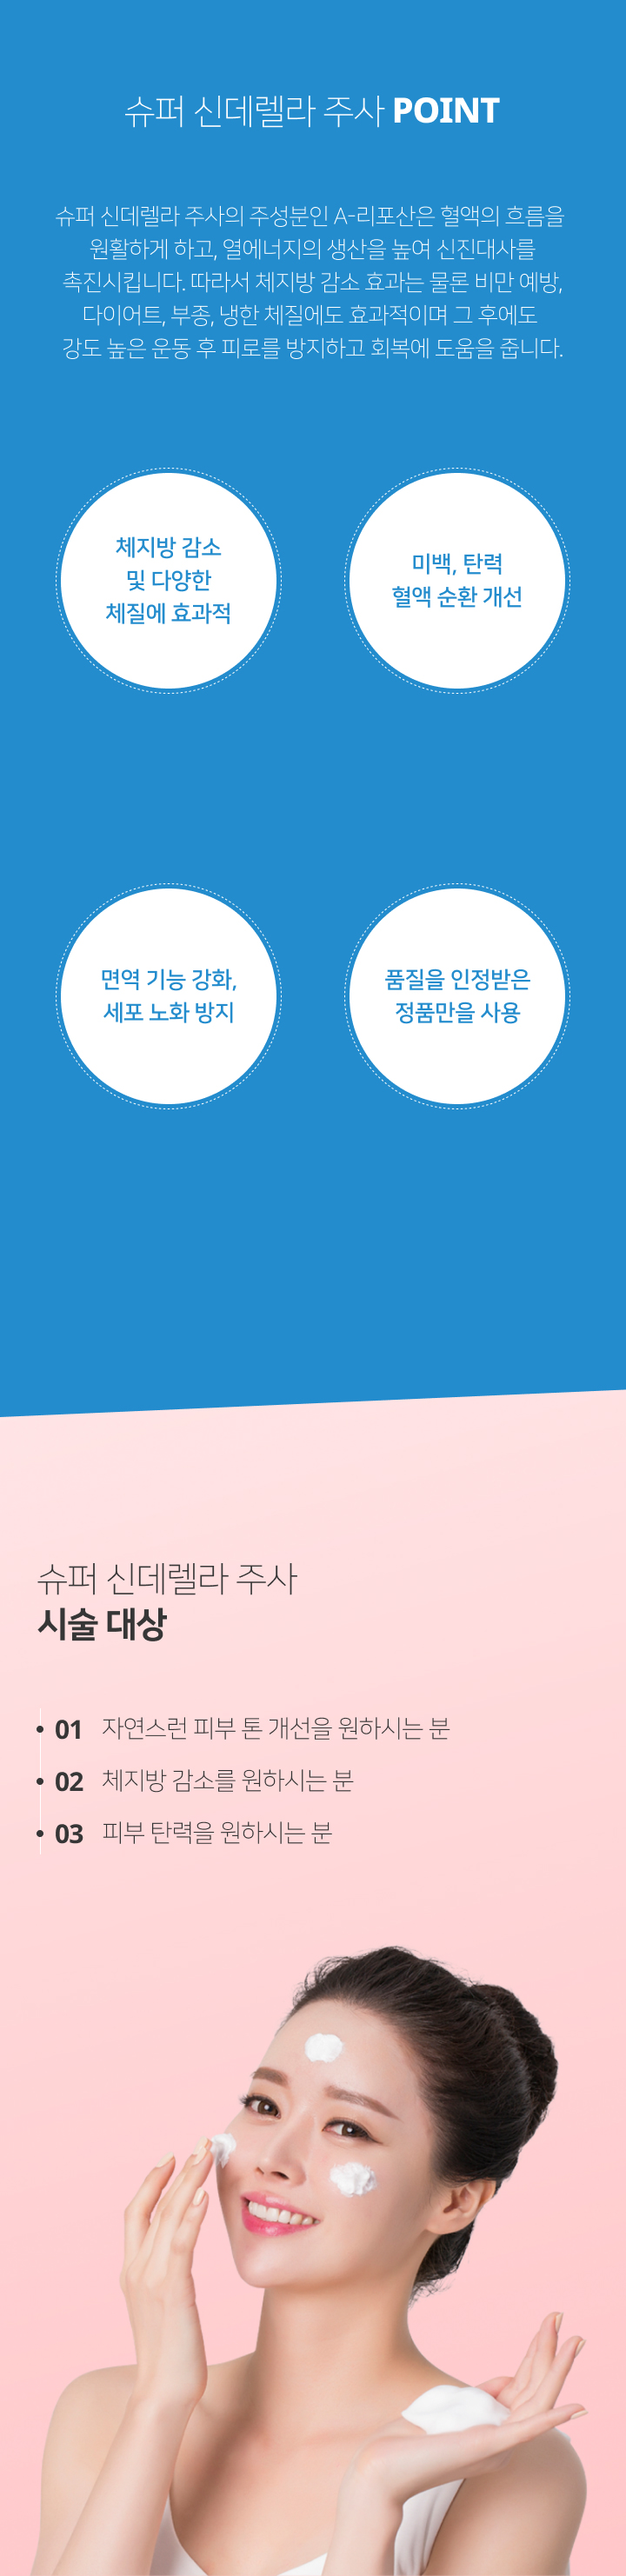 슈퍼 신데렐라 주사 POINT
슈퍼 신데렐라 주사의 주성분인 A-리포산은 혈액의 흐름을
원활하게 하고, 열에너지의 생산을 높여 신진대사를
촉진시킵니다. 따라서 체지방 감소 효과는 물론 비만 예방,
다이어트, 부종, 냉한 체질에도 효과적이며 그 후에도
강도 높은 운동 후 피로를 방지하고 회복에 도움을 줍니다.
체지방 감소
및 다양한
체질에 효과적
미백, 탄력
혈액 순환 개선
면역 기능 강화,
세포 노화 방지
품질을 인정받은
정품만을 사용
슈퍼 신데렐라 주사
시술 대상
01 자연스런 피부 톤 개선을 원하시는 분
02 체지방 감소를 원하시는 분
03 피부 탄력을 원하시는 분